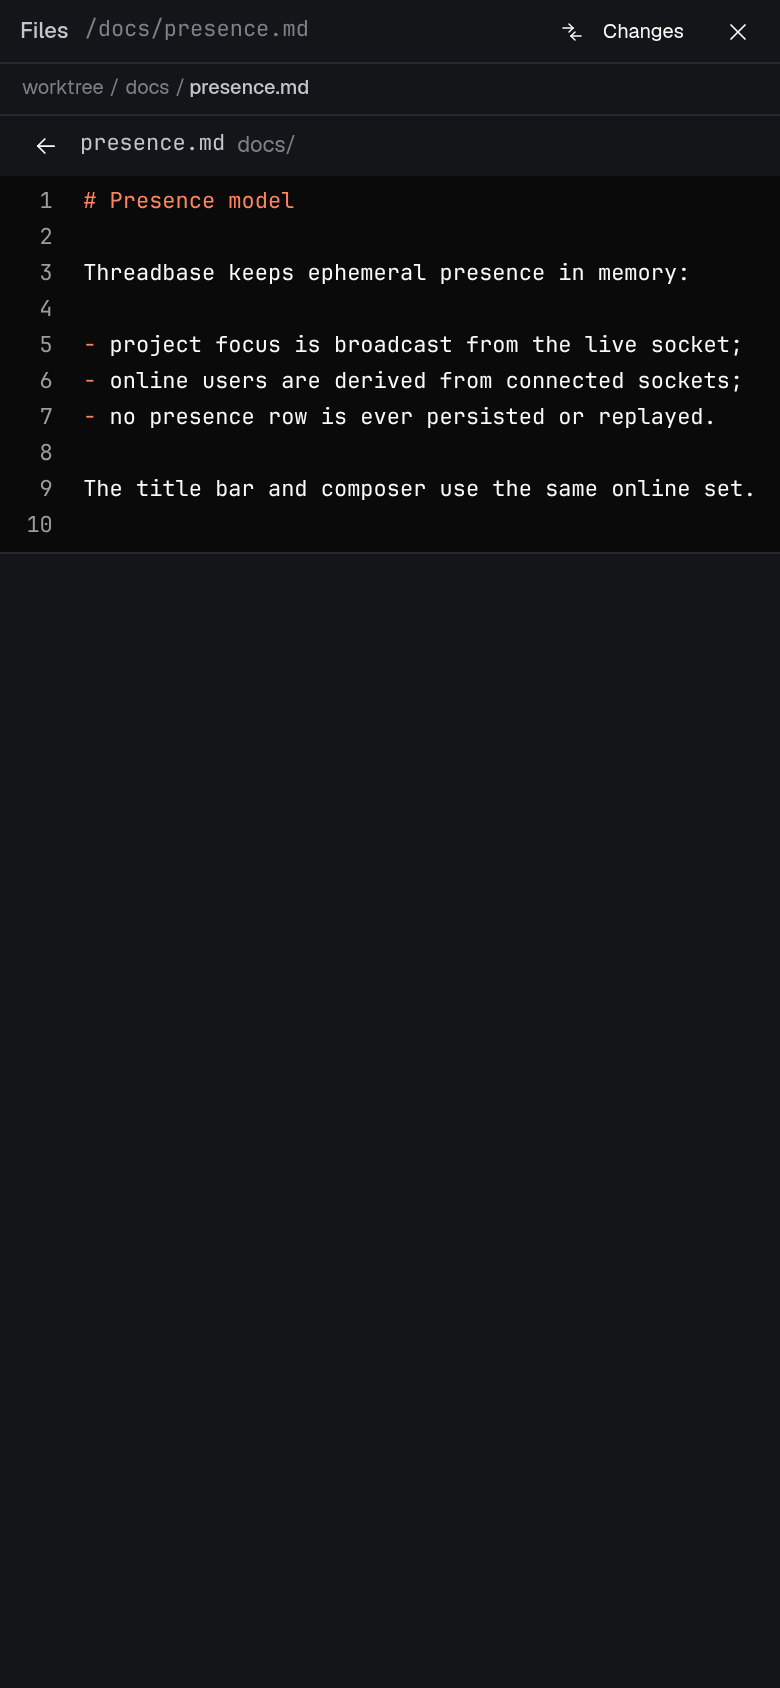 Files /docs/presence.md Changes
worktree / docs / presence.md
presence.md docs/
1 # Presence model
2
3 Threadbase keeps ephemeral presence in memory:
4
5 - project focus is broadcast from the live socket;
6 - online users are derived from connected sockets;
7 - no presence row is ever persisted or replayed.
8
9 The title bar and composer use the same online set.
10